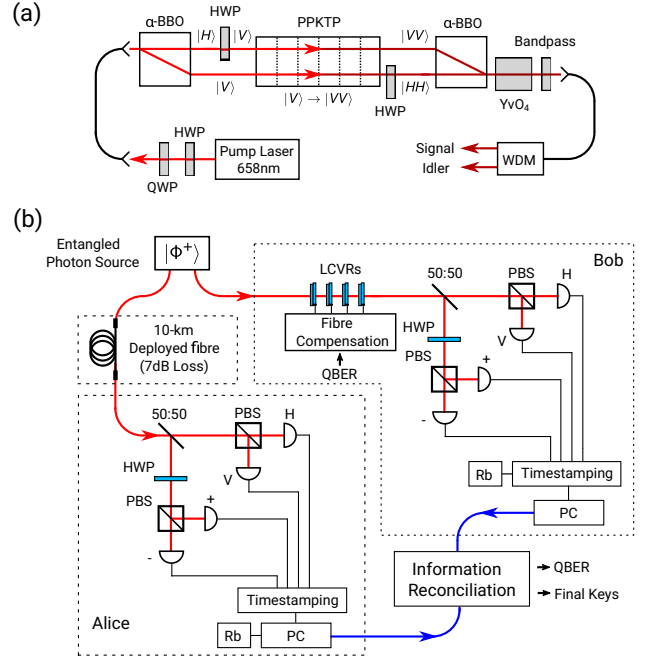 (a)
α-BBO
HWP
PPKTP
α-BBO
|H⟩
|V⟩
|VV⟩
Bandpass
|V⟩
|V⟩ → |VV⟩
HWP
|HH⟩
YvO₄
HWP
QWP
Pump Laser
658nm
Signal
Idler
WDM
(b)
Entangled
Photon Source
|Φ⁺⟩
Bob
LCVRs
50:50
PBS
H
Fibre
Compensation
QBER
HWP
PBS
V
+
-
10-km
Deployed fibre
(7dB Loss)
Rb
Timestamping
PC
50:50
PBS
H
HWP
PBS
V
+
-
Timestamping
Rb
PC
Alice
Information
Reconciliation
QBER
Final Keys